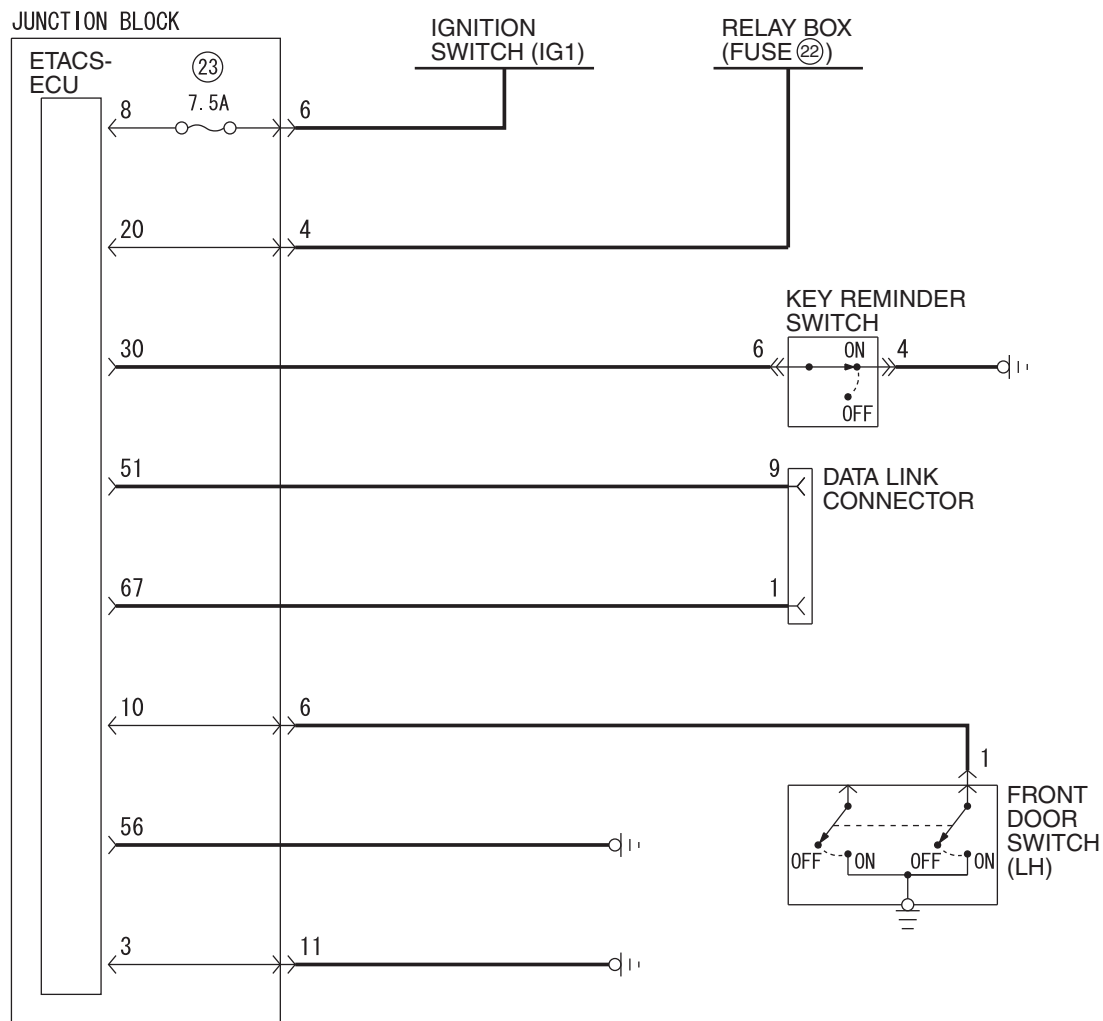 JUNCTION BLOCK
IGNITION
SWITCH (IG1)
RELAY BOX
(FUSE㉒)
ETACS-
ECU
㉓
7.5A
8
6
20
4
KEY REMINDER
SWITCH
30
6
ON
4
OFF
51
9
DATA LINK
CONNECTOR
67
1
10
6
1
FRONT
DOOR
SWITCH
(LH)
OFF
ON
OFF
ON
56
3
11